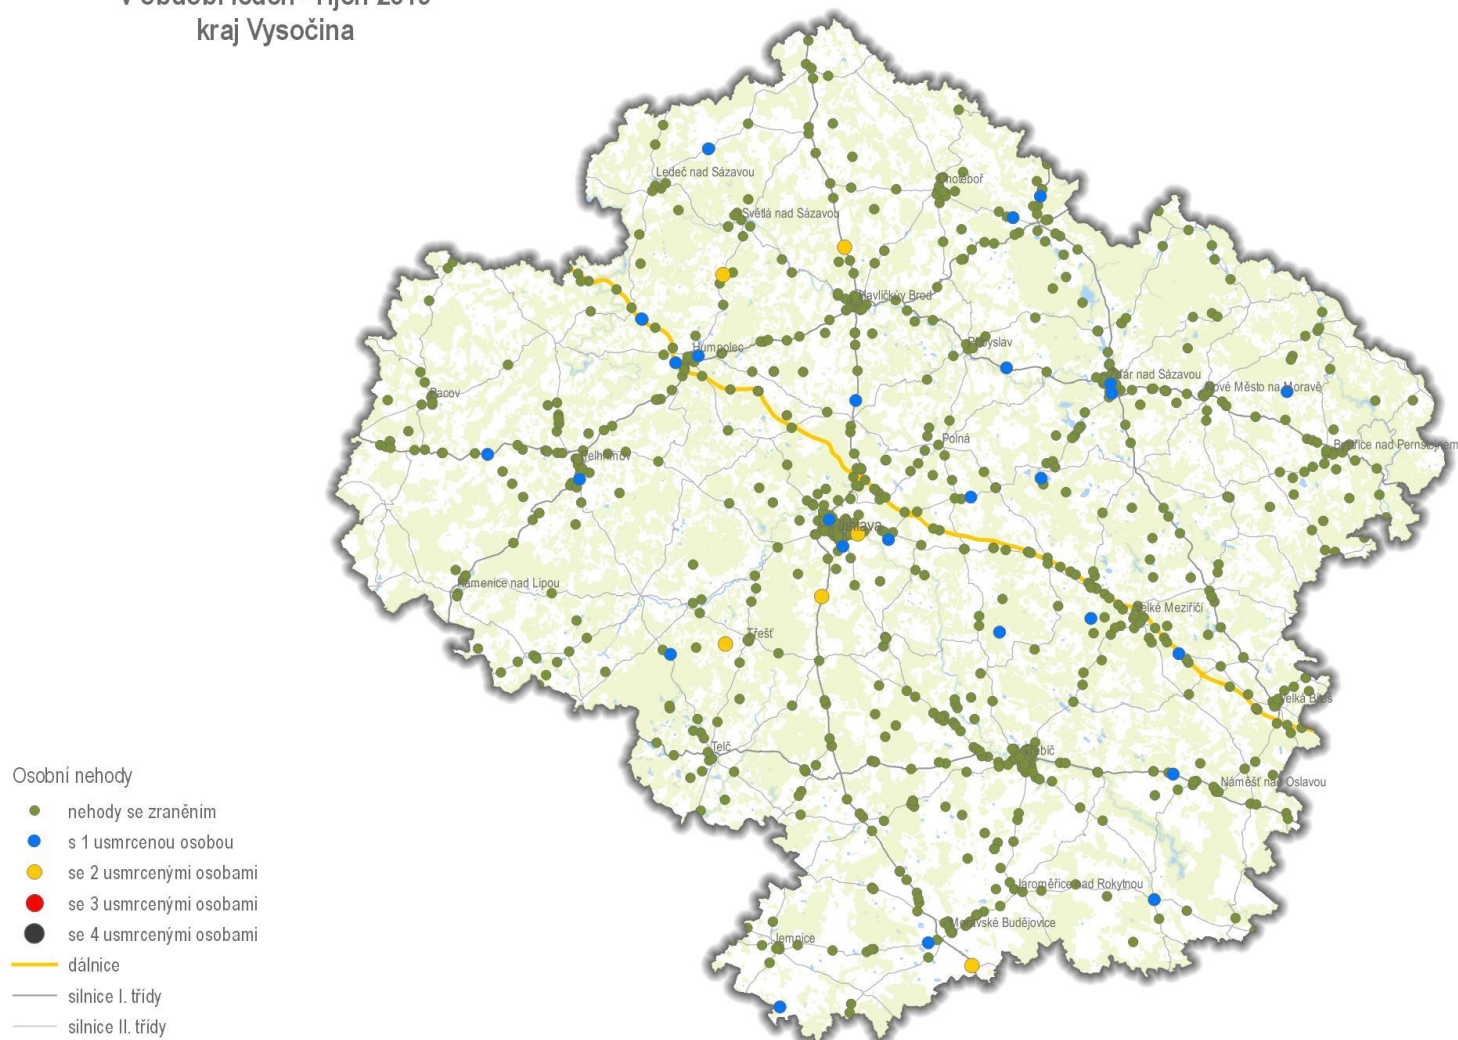 kraj Vysočina
Ledeč nad Sázavou
Světlá nad Sázavou
Havlíčkův Brod
Humpolec
Přibyslav
Žďár nad Sázavou
Nové Město na Moravě
Pacov
Polná
Bystřice nad Pernštejnem
Pelhřimov
Jihlava
Kamenice nad Lipou
Velké Meziříčí
Třešť
Velká Bíteš
Telč
Třebíč
Náměšť nad Oslavou
Jaroměřice nad Rokytnou
Moravské Budějovice
Jemnice
Osobní nehody
nehody se zraněním
s 1 usmrcenou osobou
se 2 usmrcenými osobami
se 3 usmrcenými osobami
se 4 usmrcenými osobami
dálnice
silnice I. třídy
silnice II. třídy